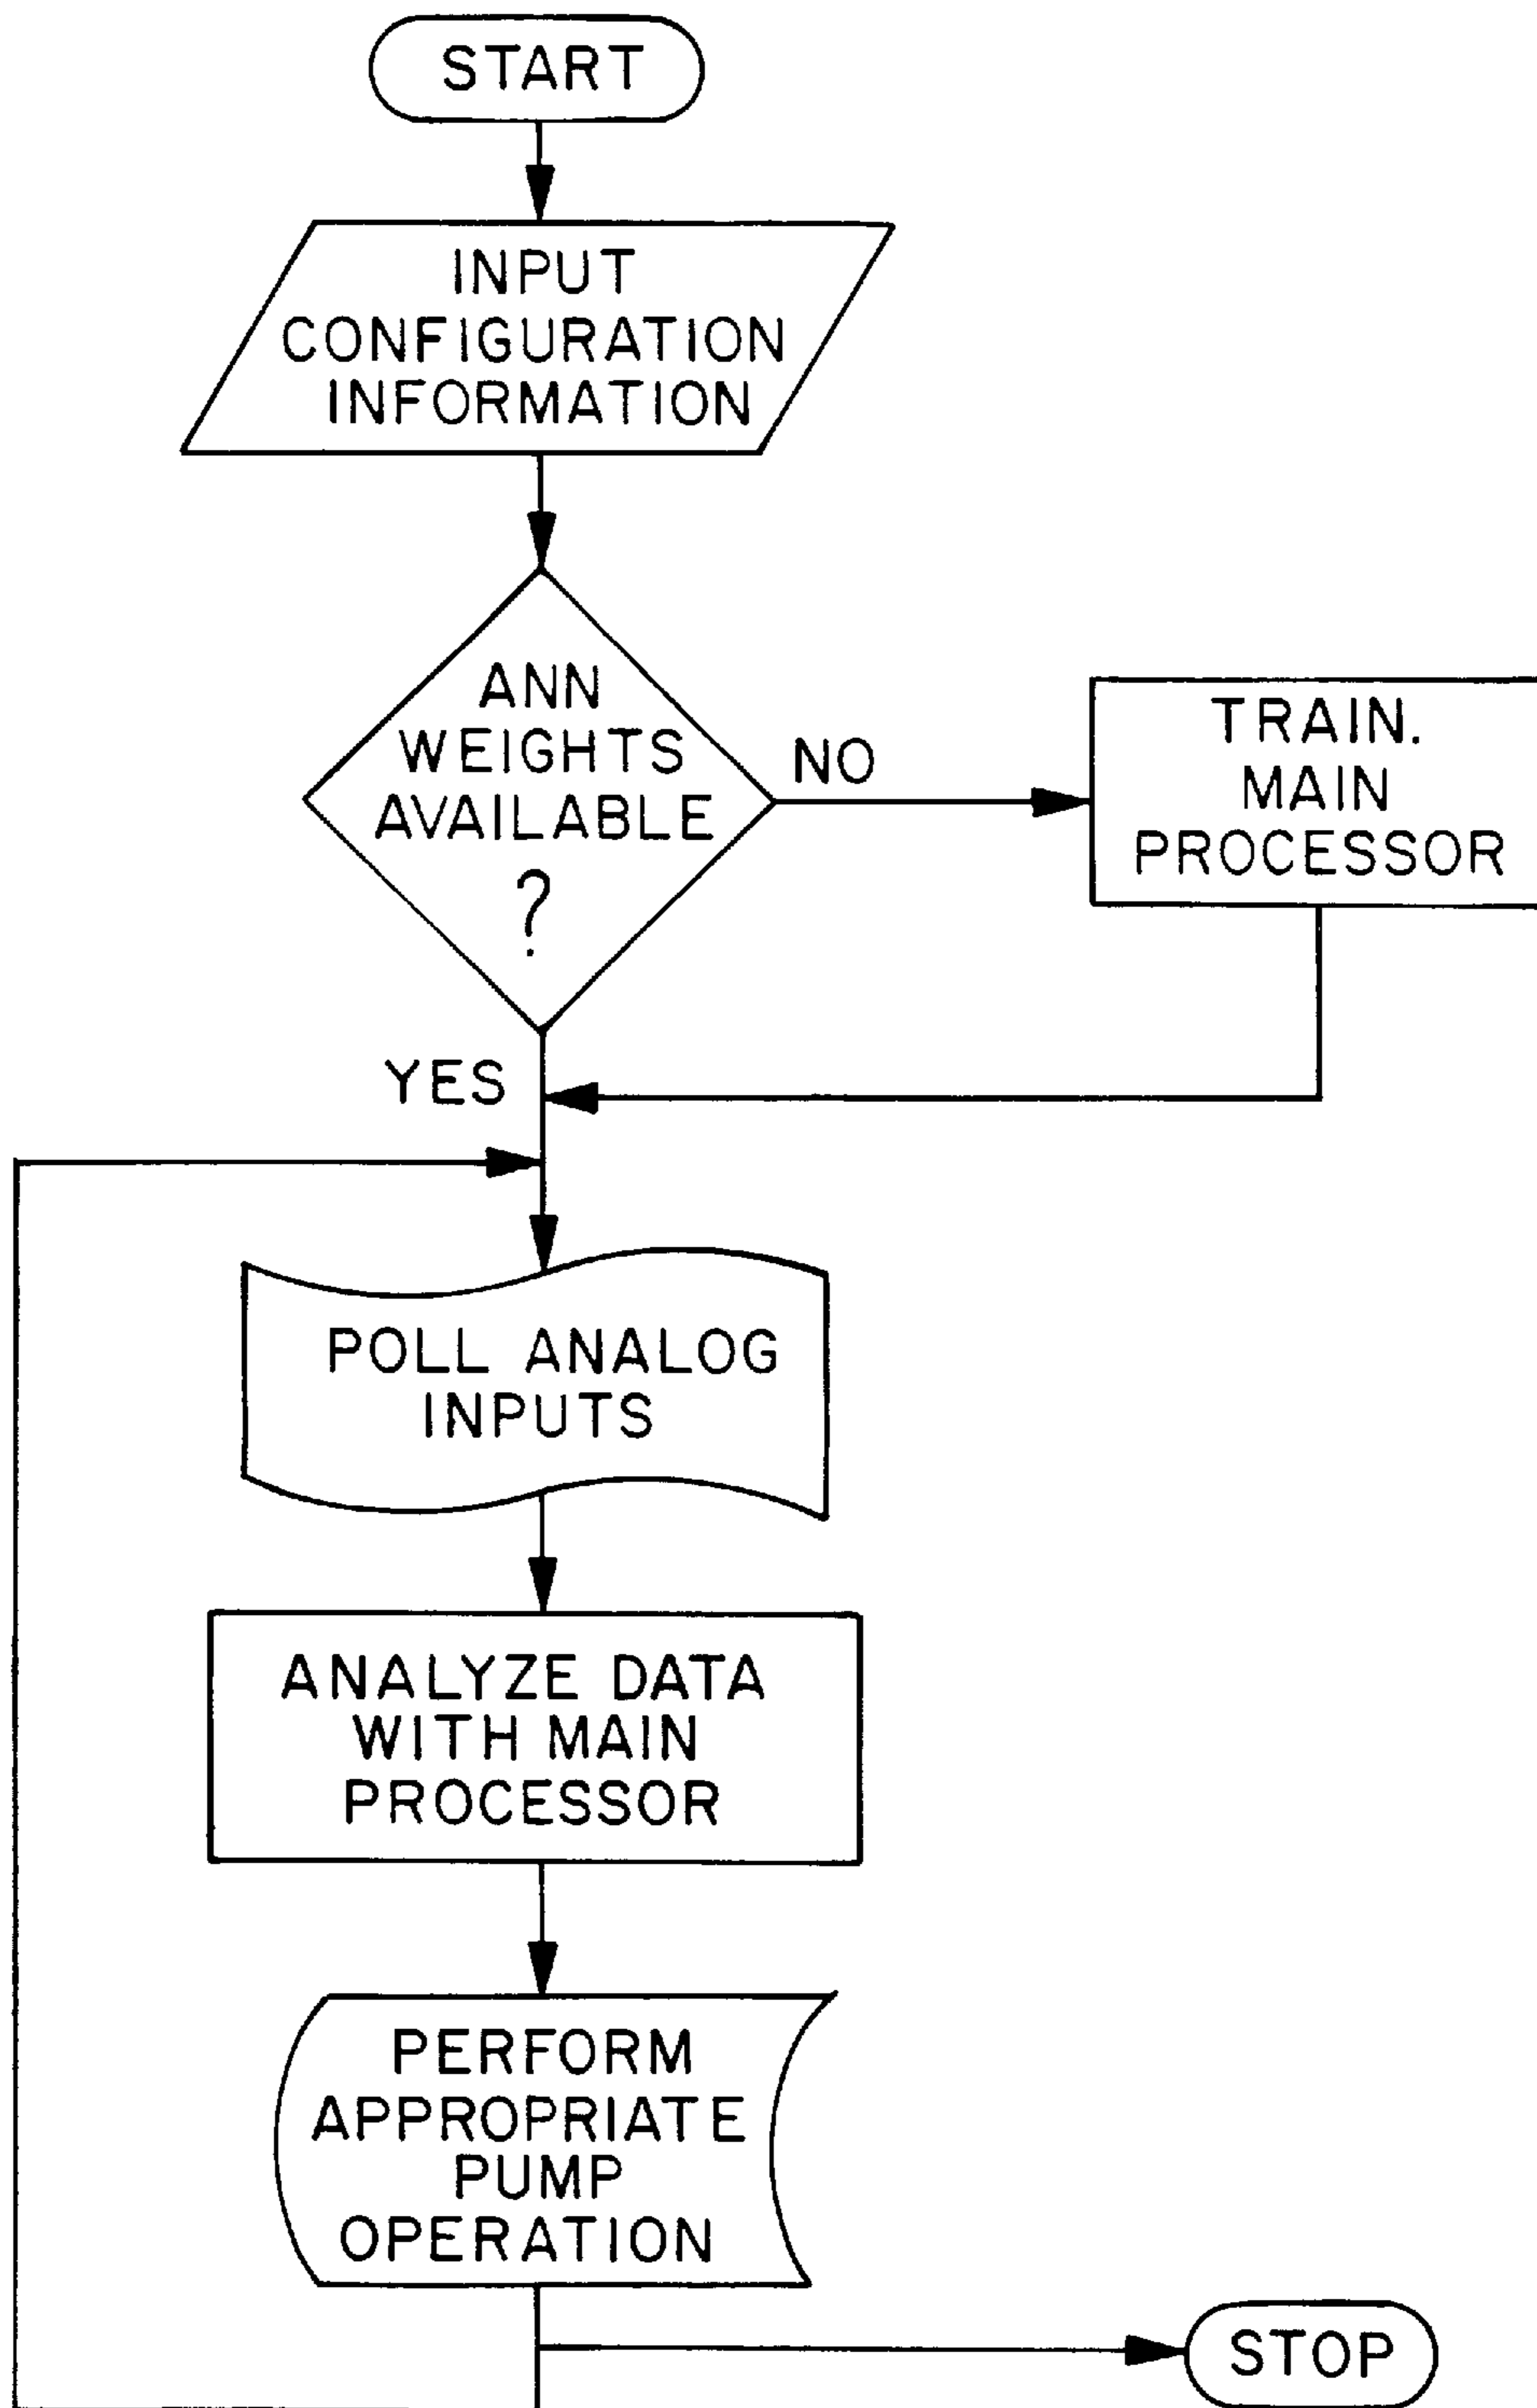 START
INPUT
CONFIGURATION
INFORMATION
ANN
WEIGHTS
AVAILABLE
?
NO
TRAIN.
MAIN
PROCESSOR
YES
POLL ANALOG
INPUTS
ANALYZE DATA
WITH MAIN
PROCESSOR
PERFORM
APPROPRIATE
PUMP
OPERATION
STOP